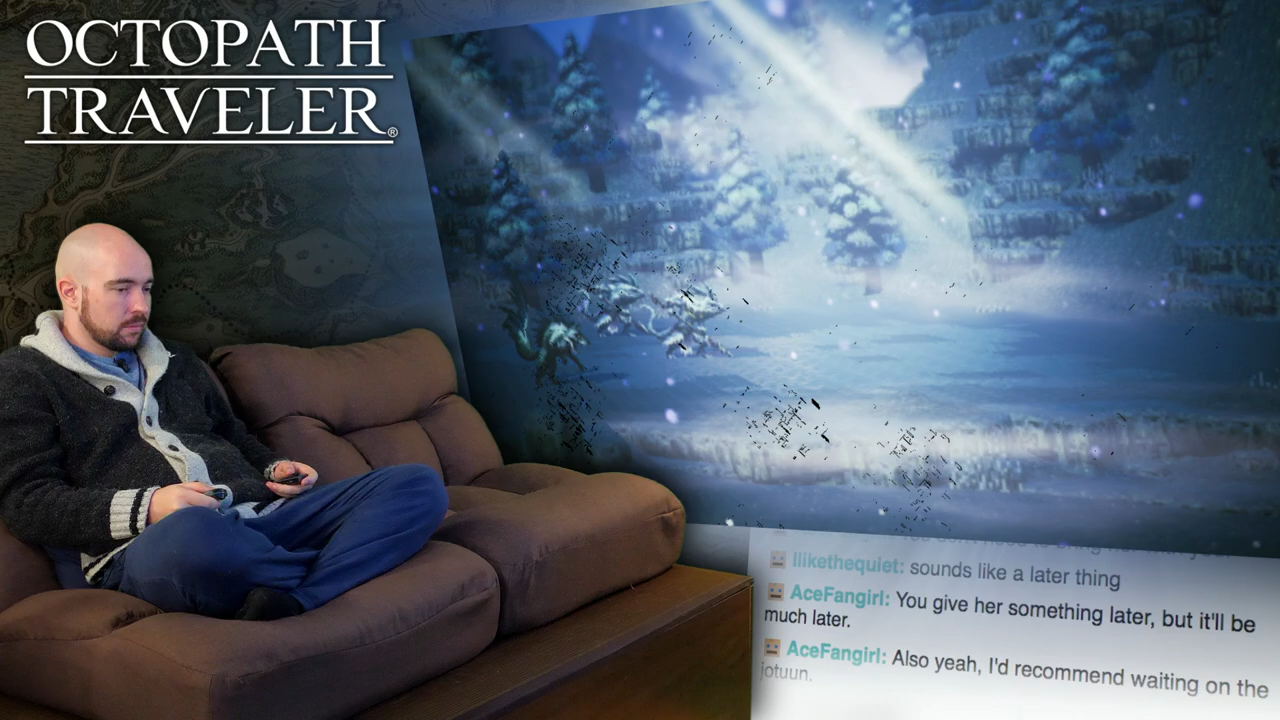 OCTOPATH
TRAVELER®
Ilikethequiet: sounds like a later thing
AceFangirl: You give her something later, but it'll be
much later.
AceFangirl: Also yeah, I'd recommend waiting on the
jotuun.